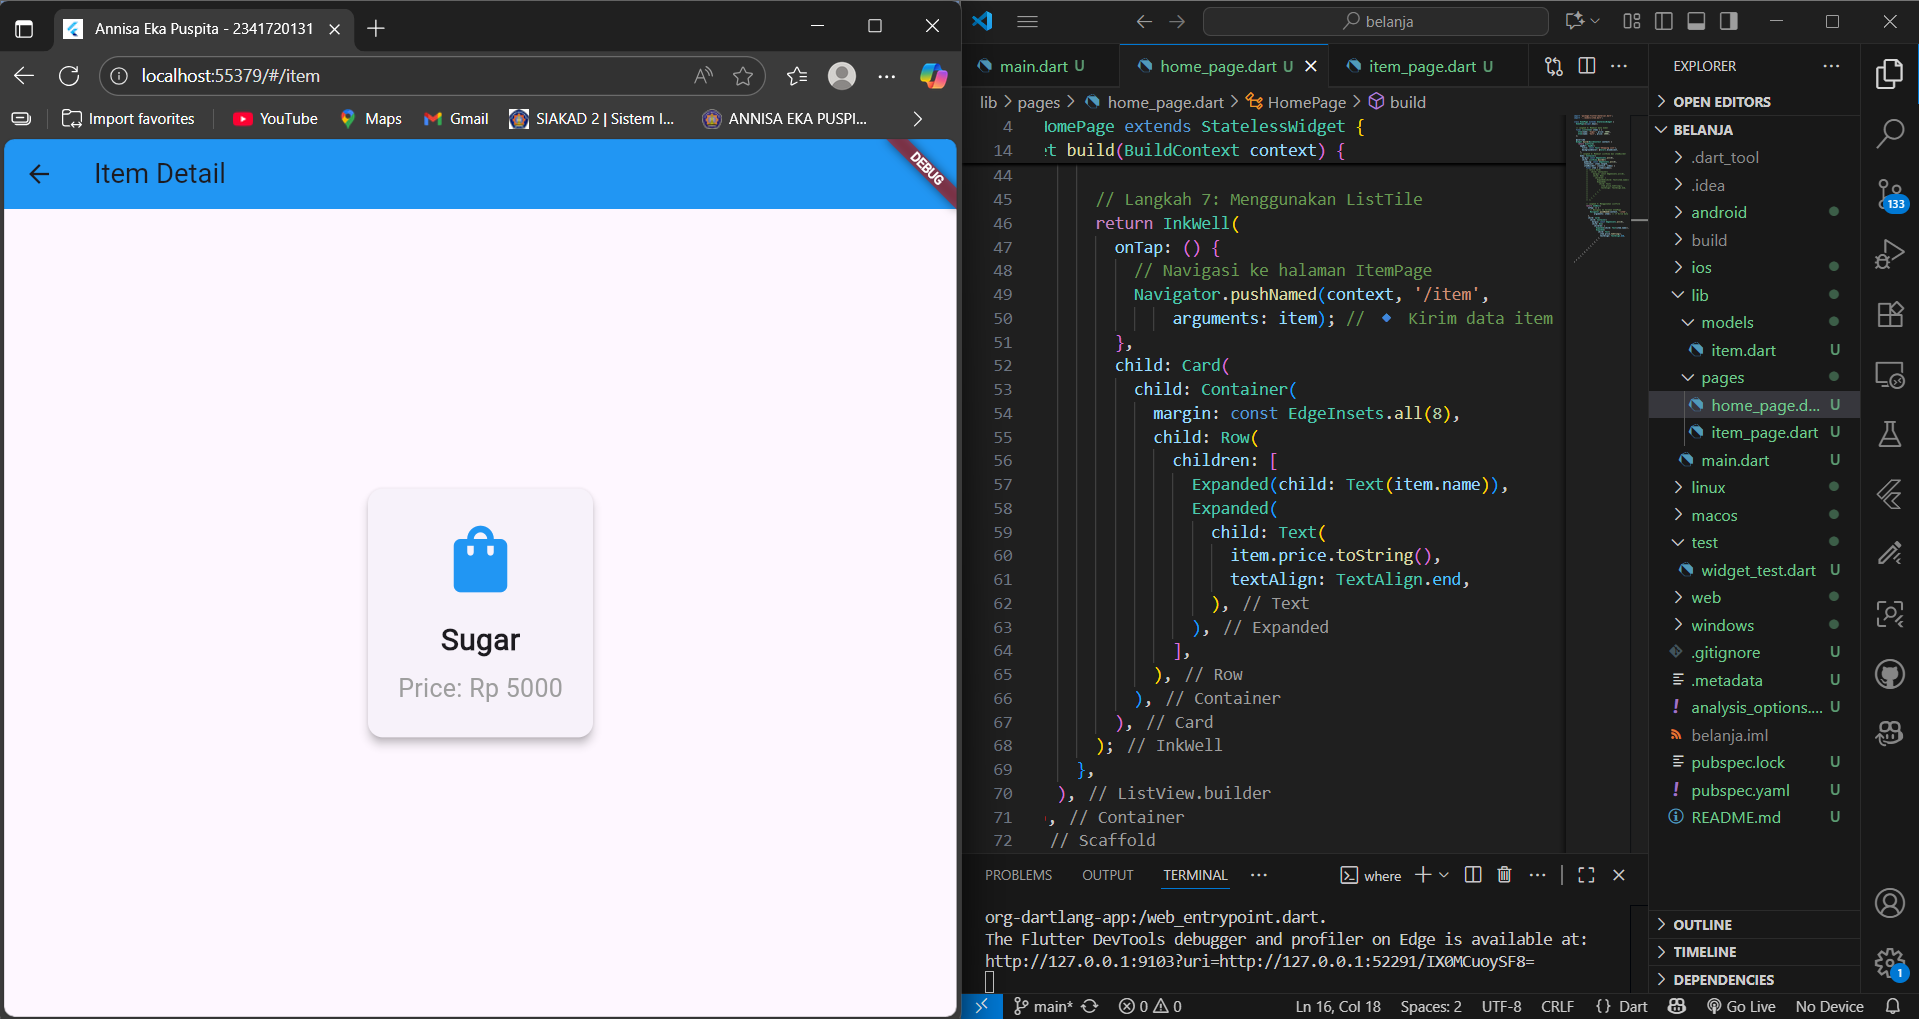 Annisa Eka Puspita - 2341720131
localhost:55379/#/item
Import favorites
YouTube
Maps
Gmail
SIAKAD 2 | Sistem I...
ANNISA EKA PUSPI...
Item Detail
DEBUG
Sugar
Price: Rp 5000
belanja
main.dart U
home_page.dart U
item_page.dart U
lib > pages > home_page.dart > HomePage > build
4 HomePage extends StatelessWidget {
14 t build(BuildContext context) {
44
45 // Langkah 7: Menggunakan ListTile
46 return InkWell(
47 onTap: () {
48 // Navigasi ke halaman ItemPage
49 Navigator.pushNamed(context, '/item',
50 arguments: item); // 🔹 Kirim data item
51 },
52 child: Card(
53 child: Container(
54 margin: const EdgeInsets.all(8),
55 child: Row(
56 children: [
57 Expanded(child: Text(item.name)),
58 Expanded(
59 child: Text(
60 item.price.toString(),
61 textAlign: TextAlign.end,
62 ), // Text
63 ), // Expanded
64 ],
65 ), // Row
66 ), // Container
67 ), // Card
68 ); // InkWell
69 },
70 ), // ListView.builder
71 , // Container
72 // Scaffold
PROBLEMS
OUTPUT
TERMINAL
where
org-dartlang-app:/web_entrypoint.dart.
The Flutter DevTools debugger and profiler on Edge is available at:
http://127.0.0.1:9103?uri=http://127.0.0.1:52291/IX0MCuoySF8=
EXPLORER
OPEN EDITORS
BELANJA
.dart_tool
.idea
android
build
ios
lib
models
item.dart U
pages
home_page.d... U
item_page.dart U
main.dart U
linux
macos
test
widget_test.dart U
web
windows
.gitignore U
.metadata U
analysis_options.... U
belanja.iml
pubspec.lock U
pubspec.yaml U
README.md U
OUTLINE
TIMELINE
DEPENDENCIES
133
1
main*
0 0
Ln 16, Col 18
Spaces: 2
UTF-8
CRLF
{} Dart
Go Live
No Device